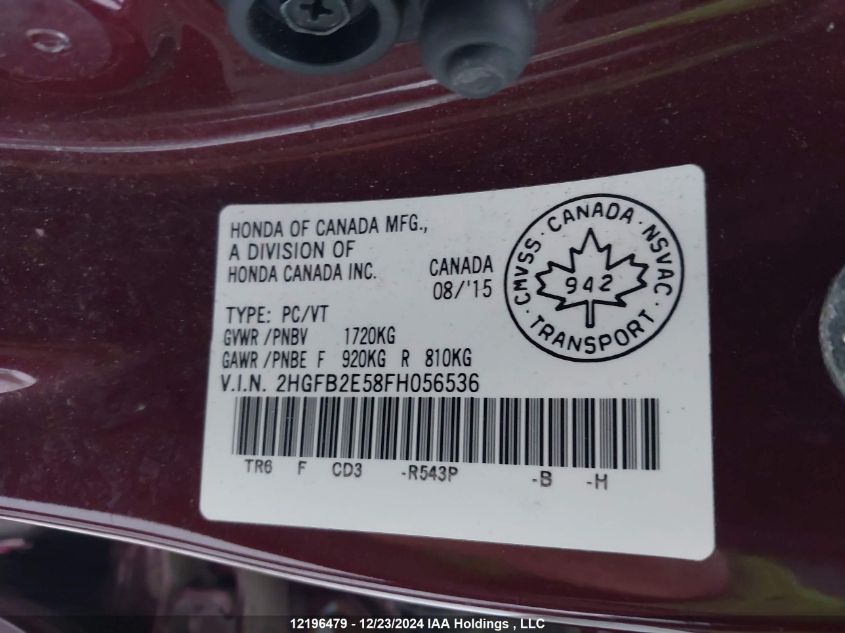 HONDA OF CANADA MFG.,
A DIVISION OF
HONDA CANADA INC.
CANADA
08/'15
CMVSS · CANADA · NSVAC
942
· TRANSPORT ·
TYPE: PC/VT
GVWR /PNBV 1720KG
GAWR /PNBE F 920KG R 810KG
V.I.N. 2HGFB2E58FH056536
TR6 F CD3 -R543P -B -H
12196479 - 12/23/2024 IAA Holdings , LLC